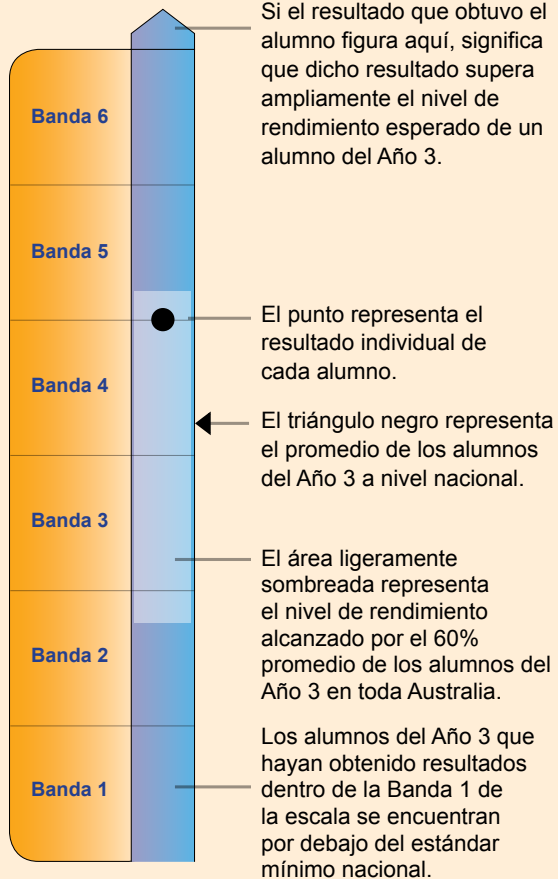 Si el resultado que obtuvo el
alumno figura aquí, significa
que dicho resultado supera
ampliamente el nivel de
rendimiento esperado de un
alumno del Año 3.
Banda 6
Banda 5
El punto representa el
resultado individual de
cada alumno.
Banda 4
El triángulo negro representa
el promedio de los alumnos
del Año 3 a nivel nacional.
Banda 3
El área ligeramente
sombreada representa
el nivel de rendimiento
alcanzado por el 60%
promedio de los alumnos del
Año 3 en toda Australia.
Banda 2
Los alumnos del Año 3 que
hayan obtenido resultados
dentro de la Banda 1 de
la escala se encuentran
por debajo del estándar
mínimo nacional.
Banda 1